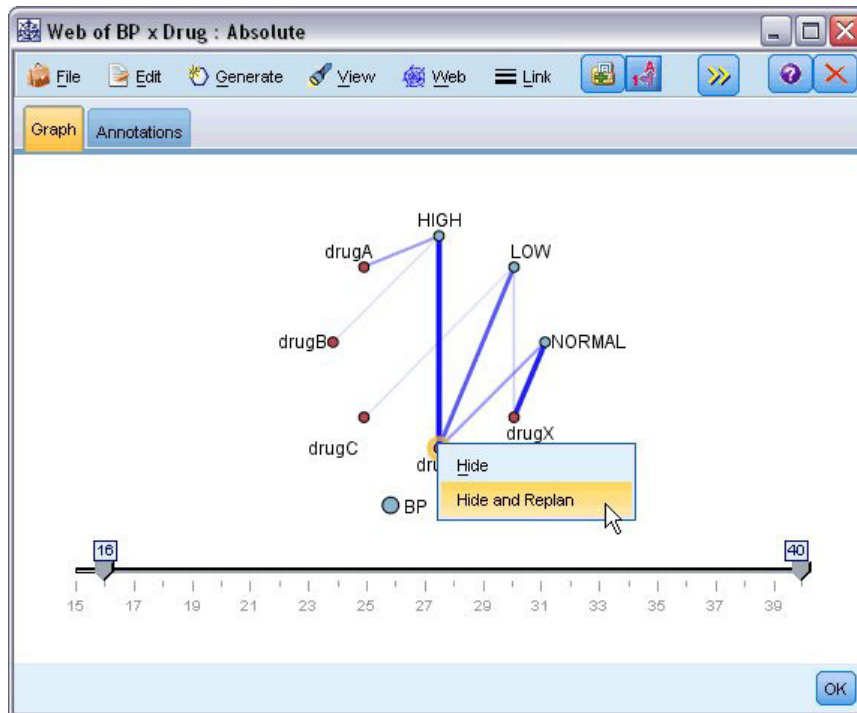 Web of BP x Drug : Absolute
File Edit Generate View Web Link
Graph Annotations
HIGH
drugA LOW
drugB NORMAL
drugC drugX
Hide
BP Hide and Replan
16 40
15 17 19 21 23 25 27 29 31 33 35 37 39
OK